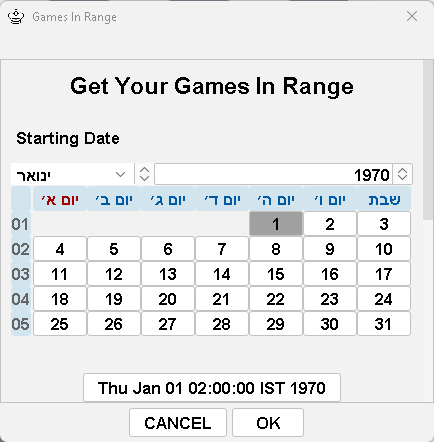 Games In Range
Get Your Games In Range
Starting Date
ינואר 1970
יום א׳ יום ב׳ יום ג׳ יום ד׳ יום ה׳ יום ו׳ שבת
01 1 2 3
02 4 5 6 7 8 9 10
03 11 12 13 14 15 16 17
04 18 19 20 21 22 23 24
05 25 26 27 28 29 30 31
Thu Jan 01 02:00:00 IST 1970
CANCEL OK